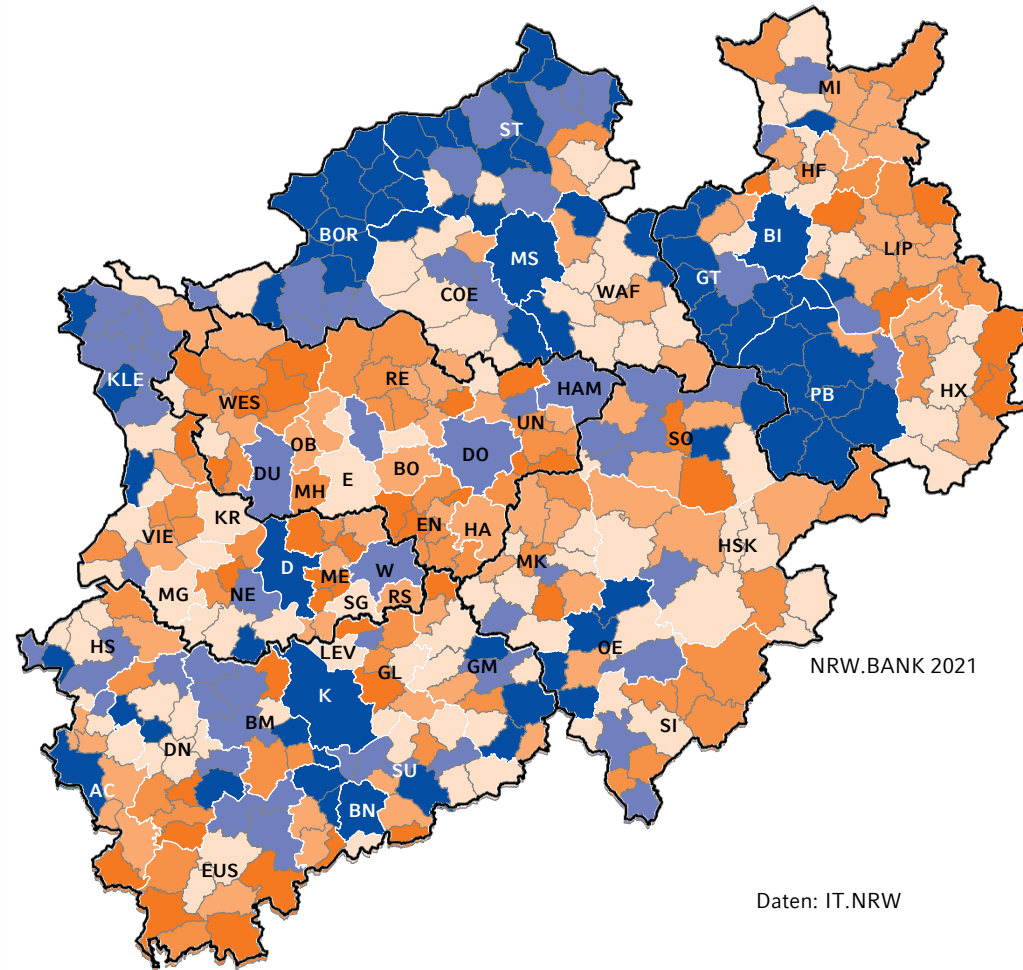 MI
ST
HF
BOR
BI
MS
LIP
GT
COE
WAF
KLE
RE
HAM
WES
PB
HX
UN
SO
OB
DO
DU
BO
E
MH
KR
EN
HA
VIE
HSK
MK
D
ME
W
NE
MG
SG
RS
HS
OE
LEV
GL
GM
NRW.BANK 2021
K
BM
SI
DN
SU
AC
BN
EUS
Daten: IT.NRW